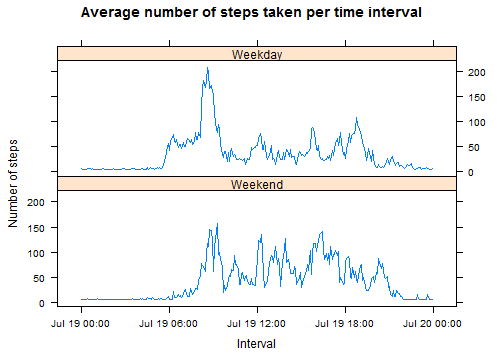 Average number of steps taken per time interval
Weekday
200
150
100
50
0
Number of steps
Weekend
200
150
100
50
0
Jul 19 00:00 Jul 19 06:00 Jul 19 12:00 Jul 19 18:00 Jul 20 00:00
Interval